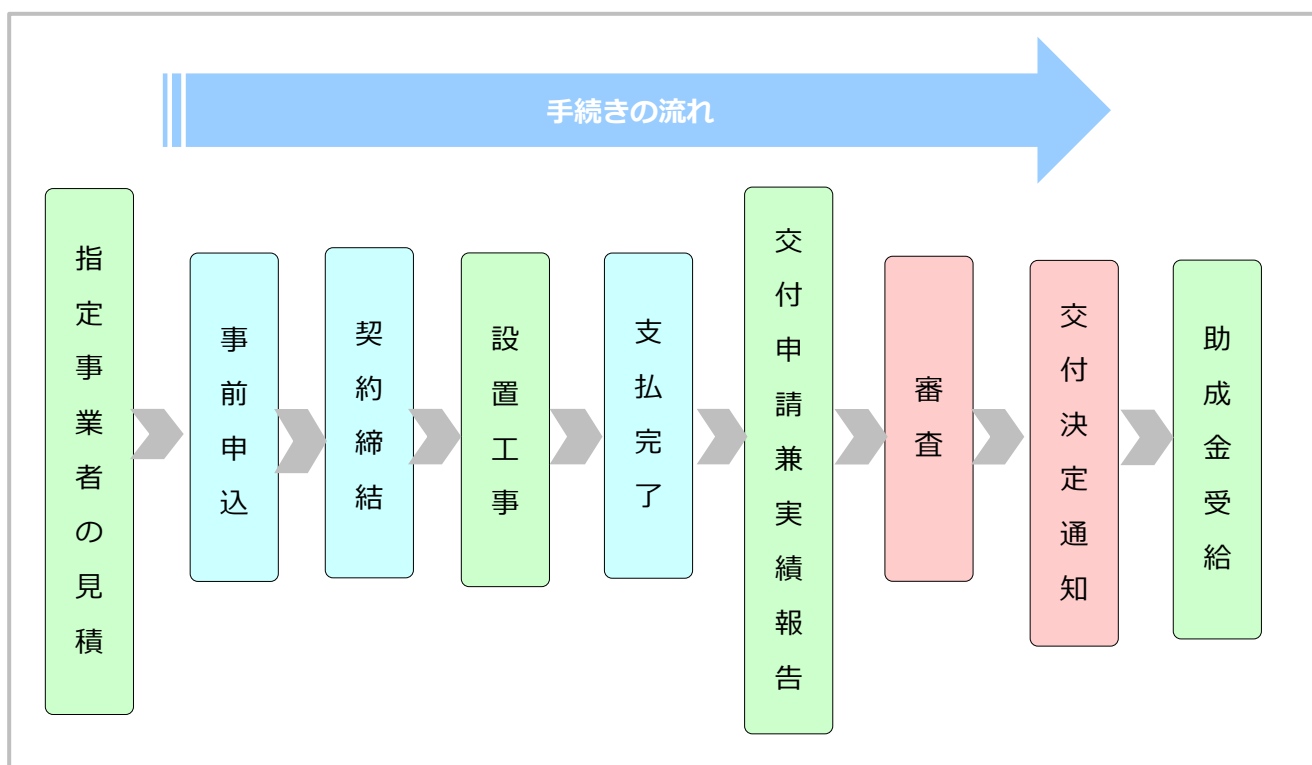 手続きの流れ
指定事業者の見積
事前申込
契約締結
設置工事
支払完了
交付申請兼実績報告
審査
交付決定通知
助成金受給